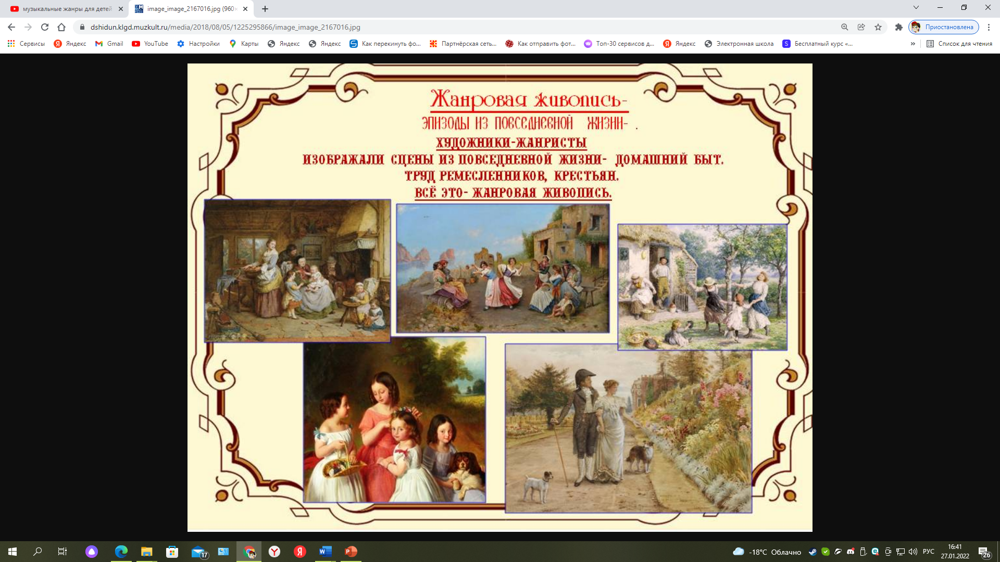 музыкальные жанры для детей
image_image_2167016.jpg (960×
dshidun.klgd.muzkult.ru/media/2018/08/05/1225295866/image_image_2167016.jpg
Приостановлена
Сервисы
Яндекс
Gmail
YouTube
Настройки
Карты
Яндекс
Яндекс
Как перекинуть фо...
Партнёрская сеть...
Как отправить фот...
Топ-30 сервисов д...
Яндекс
Электронная школа
Бесплатный курс «...
»
Список для чтения
Жанровая живопись-
ЭПИЗОДЫ ИЗ ПОВСЕДНЕВНОЙ ЖИЗНИ- .
ХУДОЖНИКИ-ЖАНРИСТЫ
ИЗОБРАЖАЛИ СЦЕНЫ ИЗ ПОВСЕДНЕВНОЙ ЖИЗНИ- ДОМАШНИЙ БЫТ.
ТРУД РЕМЕСЛЕННИКОВ, КРЕСТЬЯН.
ВСЁ ЭТО- ЖАНРОВАЯ ЖИВОПИСЬ.
17
-18°C Облачно
РУС
16:41
27.01.2022
26